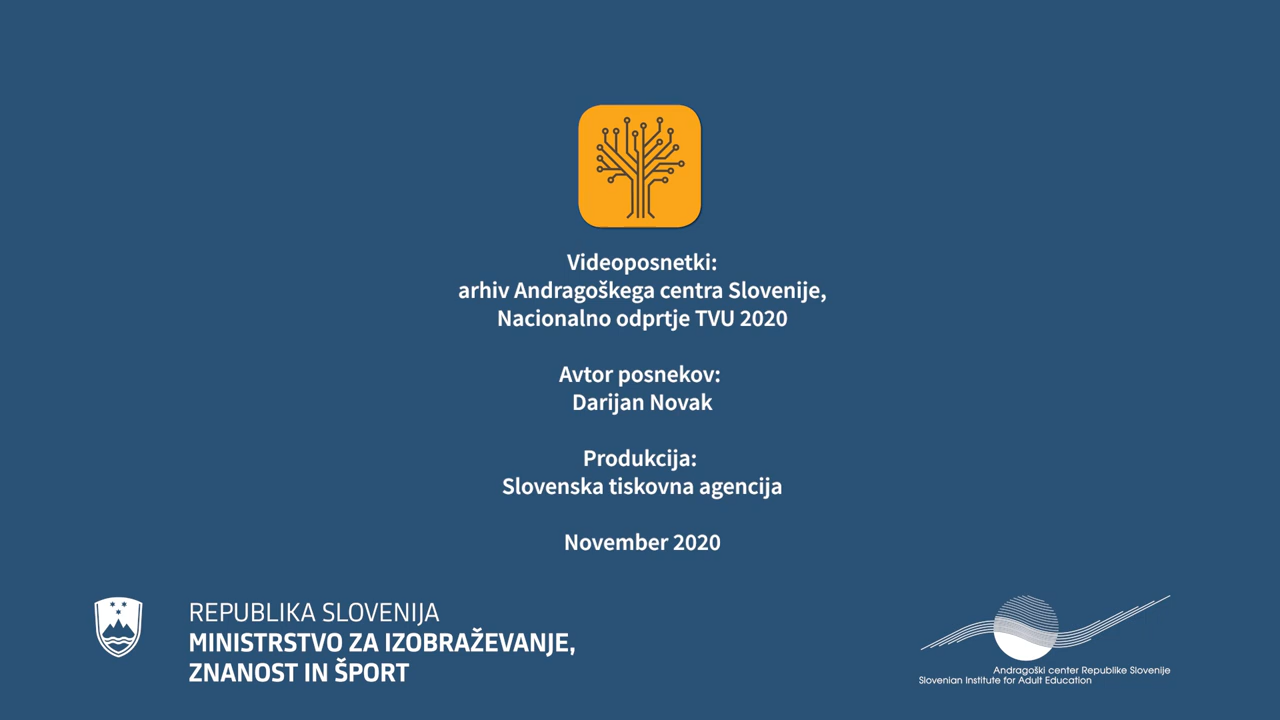 Videoposnetki:
arhiv Andragoškega centra Slovenije,
Nacionalno odprtje TVU 2020
Avtor posnekov:
Darijan Novak
Produkcija:
Slovenska tiskovna agencija
November 2020
REPUBLIKA SLOVENIJA
MINISTRSTVO ZA IZOBRAŽEVANJE,
ZNANOST IN ŠPORT
Andragoški center Republike Slovenije
Slovenian Institute for Adult Education